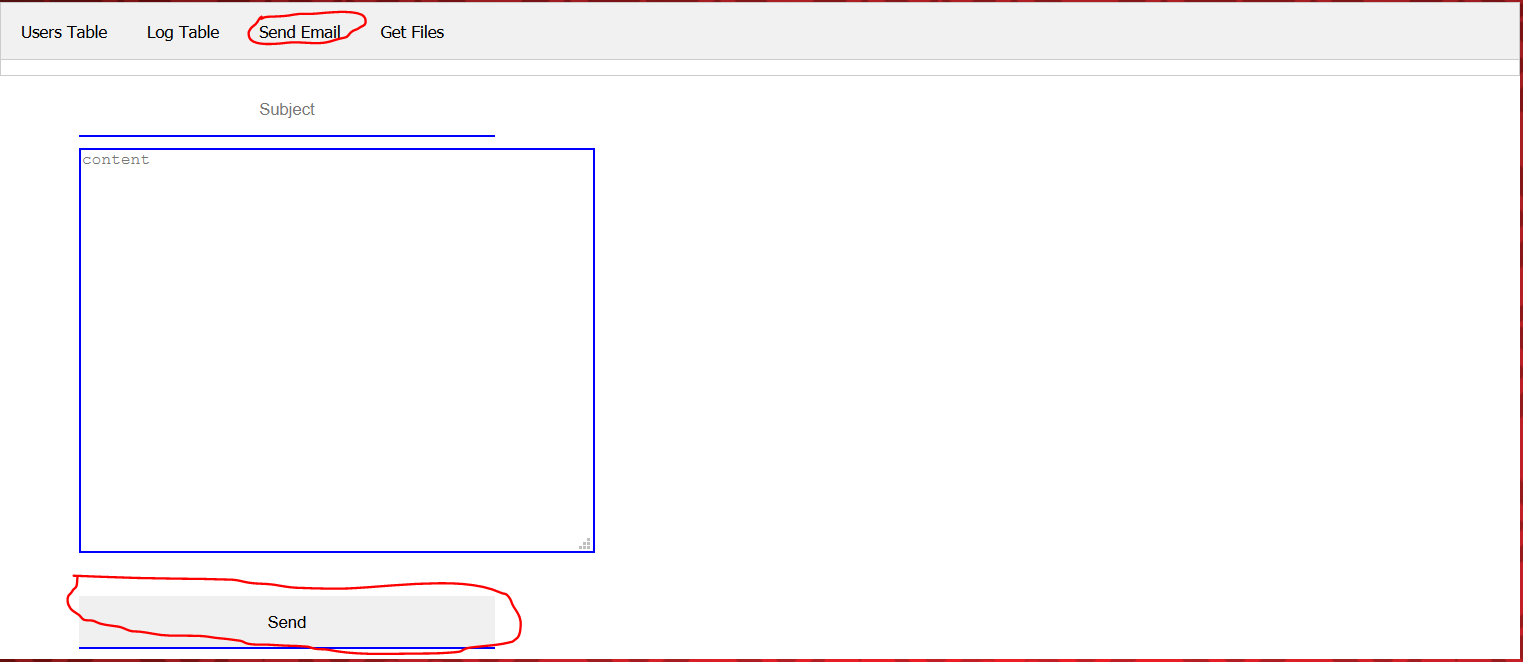 Users Table Log Table Send Email Get Files
Subject
content
Send